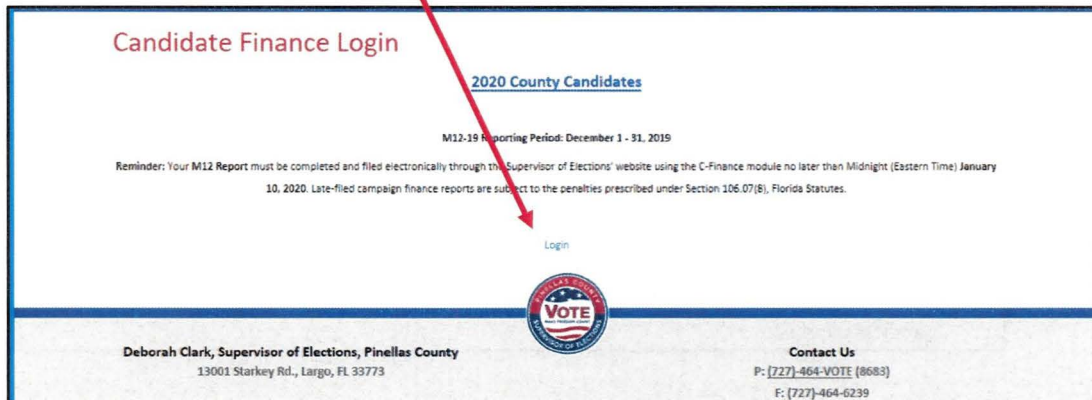 Candidate Finance Login
2020 County Candidates
M12-19 Reporting Period: December 1 - 31, 2019
Reminder: Your M12 Report must be completed and filed electronically through the Supervisor of Elections' website using the C-Finance module no later than Midnight (Eastern Time) January
10, 2020. Late-filed campaign finance reports are subject to the penalties prescribed under Section 106.07(8), Florida Statutes.
Login
PINELLAS COUNTY
VOTE
SUPERVISOR OF ELECTIONS
Deborah Clark, Supervisor of Elections, Pinellas County
13001 Starkey Rd., Largo, FL 33773
Contact Us
P: (727)-464-VOTE (8683)
F: (727)-464-6239